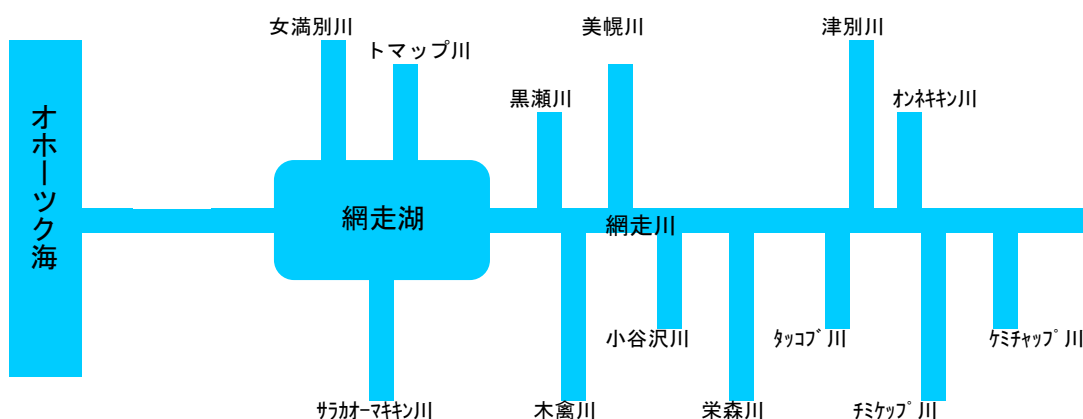 女満別川
美幌川
津別川
トマップ川
黒瀬川
オンネキキン川
オホーツク海
網走湖
網走川
小谷沢川
タッコブ川
ケミチャップ川
サラカオーマキキン川
木禽川
栄森川
チミケップ川